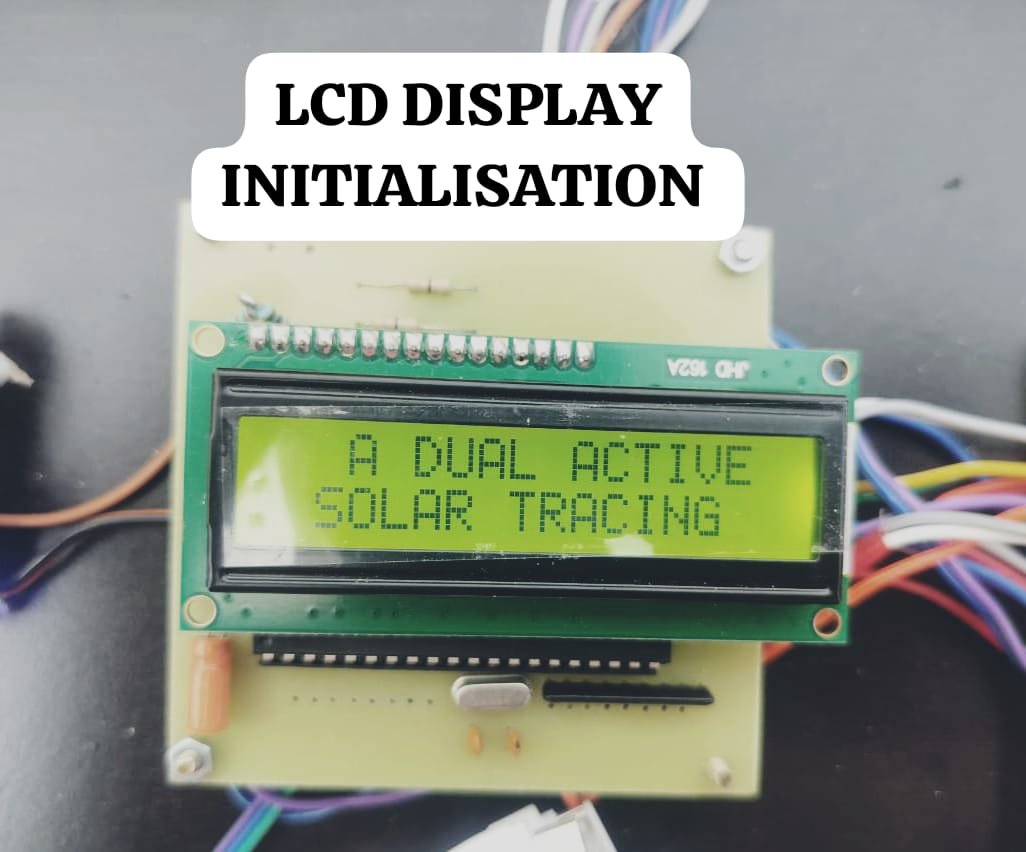 LCD DISPLAY
INITIALISATION
JHD 162A
A DUAL ACTIVE
SOLAR TRACING